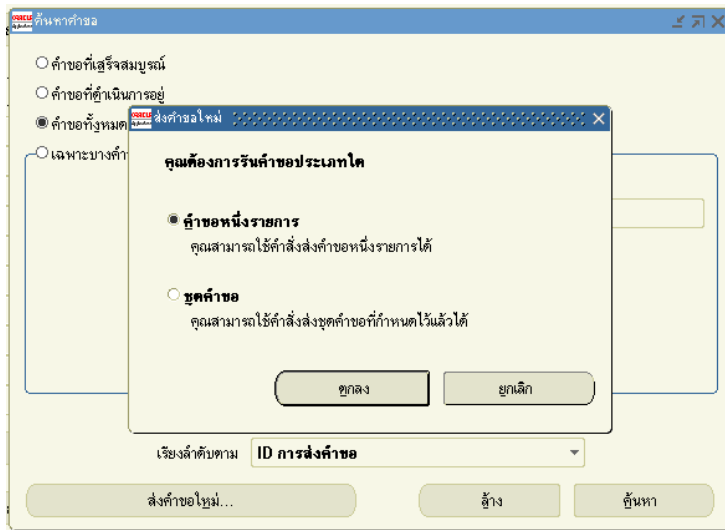 ORACLE
ค้นหาคำขอ
คำขอที่เสร็จสมบูรณ์
คำขอที่ดำเนินการอยู่
คำขอทั้งหมด
เฉพาะบางคำ
ORACLE
ส่งคำขอใหม่
คุณต้องการรันคำขอประเภทใด
คำขอหนึ่งรายการ
คุณสามารถใช้คำสั่งส่งคำขอหนึ่งรายการได้
ชุดคำขอ
คุณสามารถใช้คำสั่งส่งชุดคำขอที่กำหนดไว้แล้วได้
ตกลง ยกเลิก
เรียงลำดับตาม ID การส่งคำขอ
ส่งคำขอใหม่... ล้าง ค้นหา